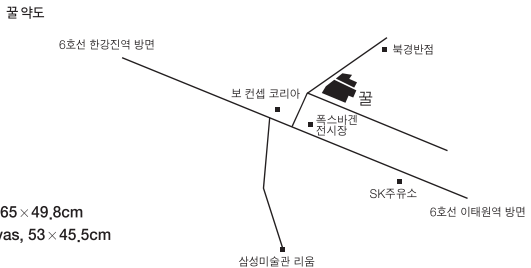 꿀 약도
6호선 한강진역 방면
북경반점
보 컨셉 코리아
꿀
폭스바겐
전시장
SK주유소
65 × 49.8cm
6호선 이태원역 방면
vas, 53 × 45.5cm
삼성미술관 리움